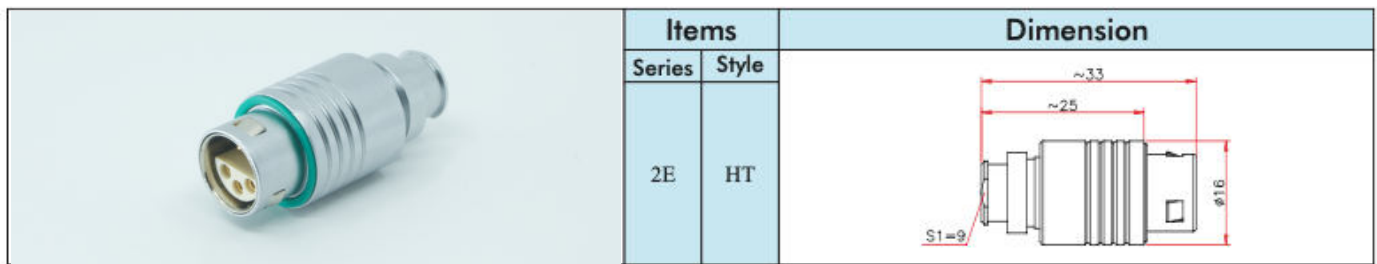 Items
Dimension
Series
Style
2E
HT
~33
~25
ø16
S1=9